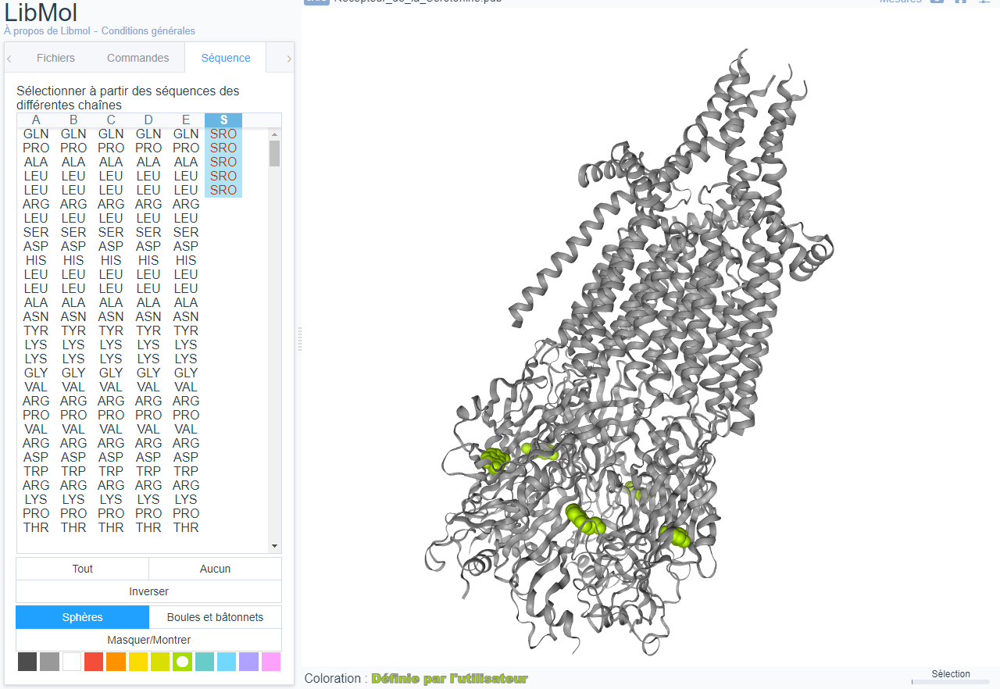 LibMol
À propos de Libmol - Conditions générales
Fichiers Commandes Séquence
Sélectionner à partir des séquences des
différentes chaînes
A B C D E S
GLN GLN GLN GLN GLN SRO
PRO PRO PRO PRO PRO SRO
ALA ALA ALA ALA ALA SRO
LEU LEU LEU LEU LEU SRO
LEU LEU LEU LEU LEU SRO
ARG ARG ARG ARG ARG
LEU LEU LEU LEU LEU
SER SER SER SER SER
ASP ASP ASP ASP ASP
HIS HIS HIS HIS HIS
LEU LEU LEU LEU LEU
LEU LEU LEU LEU LEU
ALA ALA ALA ALA ALA
ASN ASN ASN ASN ASN
TYR TYR TYR TYR TYR
LYS LYS LYS LYS LYS
LYS LYS LYS LYS LYS
GLY GLY GLY GLY GLY
VAL VAL VAL VAL VAL
ARG ARG ARG ARG ARG
PRO PRO PRO PRO PRO
VAL VAL VAL VAL VAL
ARG ARG ARG ARG ARG
ASP ASP ASP ASP ASP
TRP TRP TRP TRP TRP
ARG ARG ARG ARG ARG
LYS LYS LYS LYS LYS
PRO PRO PRO PRO PRO
THR THR THR THR THR
Tout Aucun
Inverser
Sphères Boules et bâtonnets
Masquer/Montrer
Recepteur_de_la_Serotonine.pdb
Mesures
Coloration : Définie par l'utilisateur
Sélection